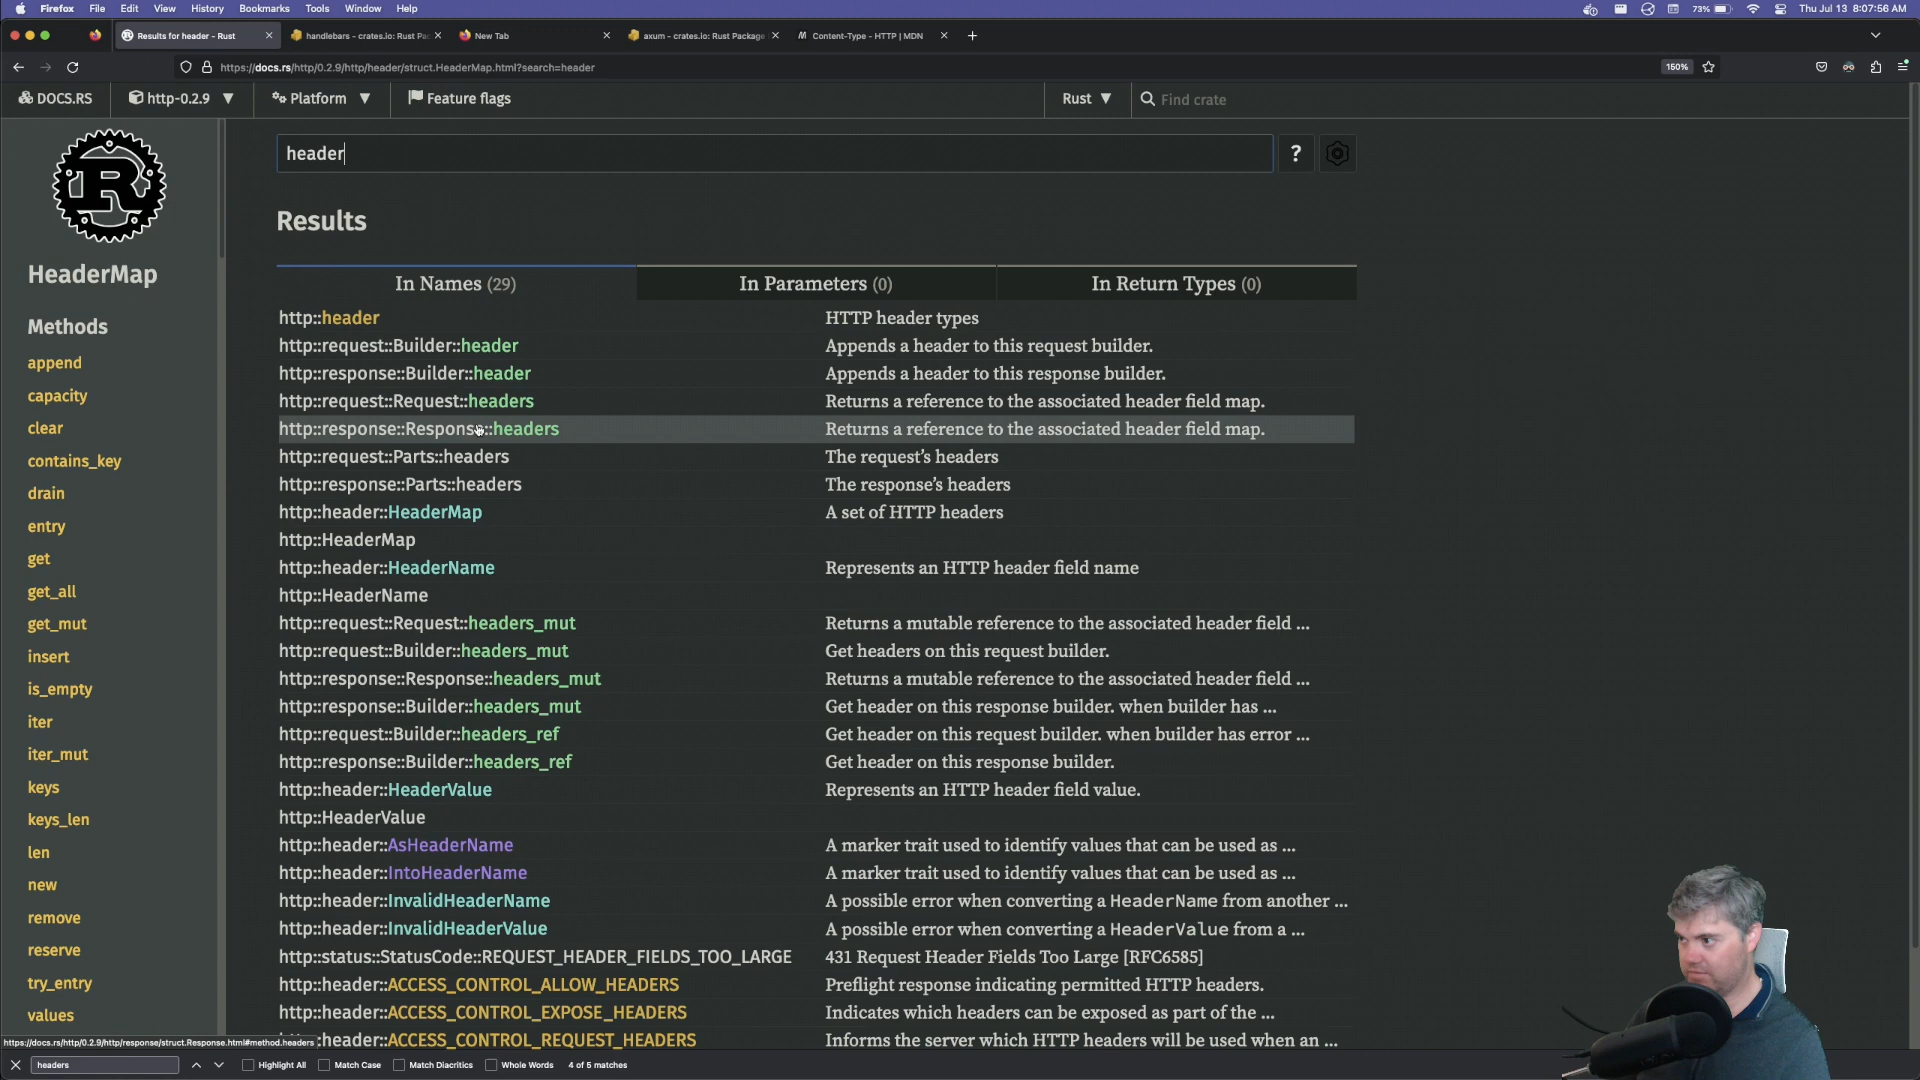 Firefox File Edit View History Bookmarks Tools Window Help 73% Thu Jul 13 8:07:56 AM
Results for header - Rust handlebars - crates.io: Rust Pac New Tab axum - crates.io: Rust Package Content-Type - HTTP | MDN
https://docs.rs/http/0.2.9/http/header/struct.HeaderMap.html?search=header 150%
DOCS.RS http-0.2.9 Platform Feature flags Rust Find crate
header ?
Results
HeaderMap
Methods
append
capacity
clear
contains_key
drain
entry
get
get_all
get_mut
insert
is_empty
iter
iter_mut
keys
keys_len
len
new
remove
reserve
try_entry
values
In Names (29) In Parameters (0) In Return Types (0)
http::header HTTP header types
http::request::Builder::header Appends a header to this request builder.
http::response::Builder::header Appends a header to this response builder.
http::request::Request::headers Returns a reference to the associated header field map.
http::response::Response::headers Returns a reference to the associated header field map.
http::request::Parts::headers The request’s headers
http::response::Parts::headers The response’s headers
http::header::HeaderMap A set of HTTP headers
http::HeaderMap
http::header::HeaderName Represents an HTTP header field name
http::HeaderName
http::request::Request::headers_mut Returns a mutable reference to the associated header field ...
http::request::Builder::headers_mut Get headers on this request builder.
http::response::Response::headers_mut Returns a mutable reference to the associated header field ...
http::response::Builder::headers_mut Get header on this response builder. when builder has ...
http::request::Builder::headers_ref Get header on this request builder. when builder has error ...
http::response::Builder::headers_ref Get header on this response builder.
http::header::HeaderValue Represents an HTTP header field value.
http::HeaderValue
http::header::AsHeaderName A marker trait used to identify values that can be used as ...
http::header::IntoHeaderName A marker trait used to identify values that can be used as ...
http::header::InvalidHeaderName A possible error when converting a HeaderName from another ...
http::header::InvalidHeaderValue A possible error when converting a HeaderValue from a ...
http::status::StatusCode::REQUEST_HEADER_FIELDS_TOO_LARGE 431 Request Header Fields Too Large [RFC6585]
http::header::ACCESS_CONTROL_ALLOW_HEADERS Preflight response indicating permitted HTTP headers.
http::header::ACCESS_CONTROL_EXPOSE_HEADERS Indicates which headers can be exposed as part of the ...
:header::ACCESS_CONTROL_REQUEST_HEADERS Informs the server which HTTP headers will be used when an ...
https://docs.rs/http/0.2.9/http/response/struct.Response.html#method.headers
headers Highlight All Match Case Match Diacritics Whole Words 4 of 5 matches